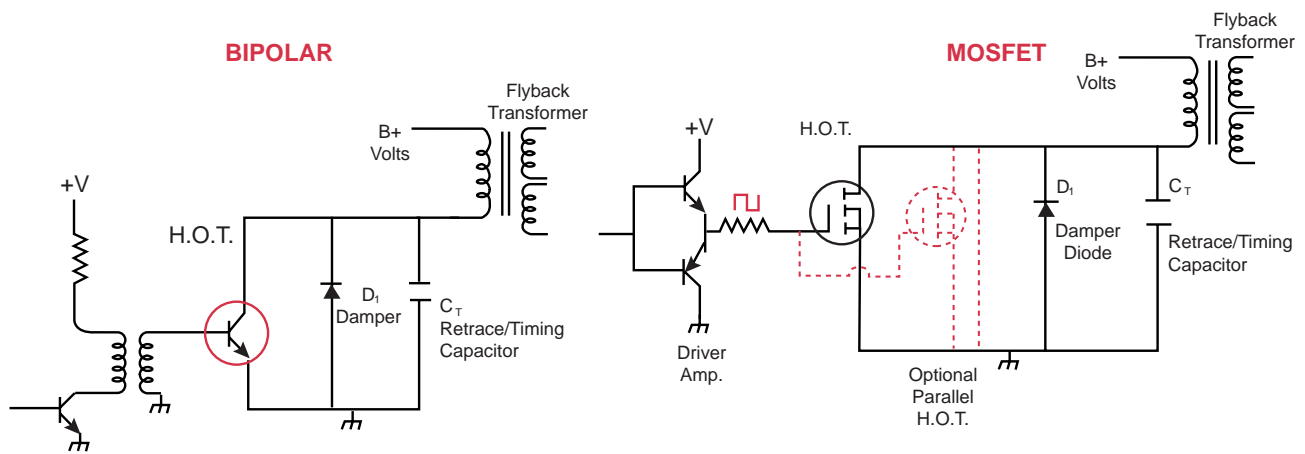 BIPOLAR
Flyback
Transformer
B+
Volts
+V
H.O.T.
D1
Damper
CT
Retrace/Timing
Capacitor
MOSFET
Flyback
Transformer
B+
Volts
H.O.T.
+V
D1
Damper
Diode
CT
Retrace/Timing
Capacitor
Driver
Amp.
Optional
Parallel
H.O.T.